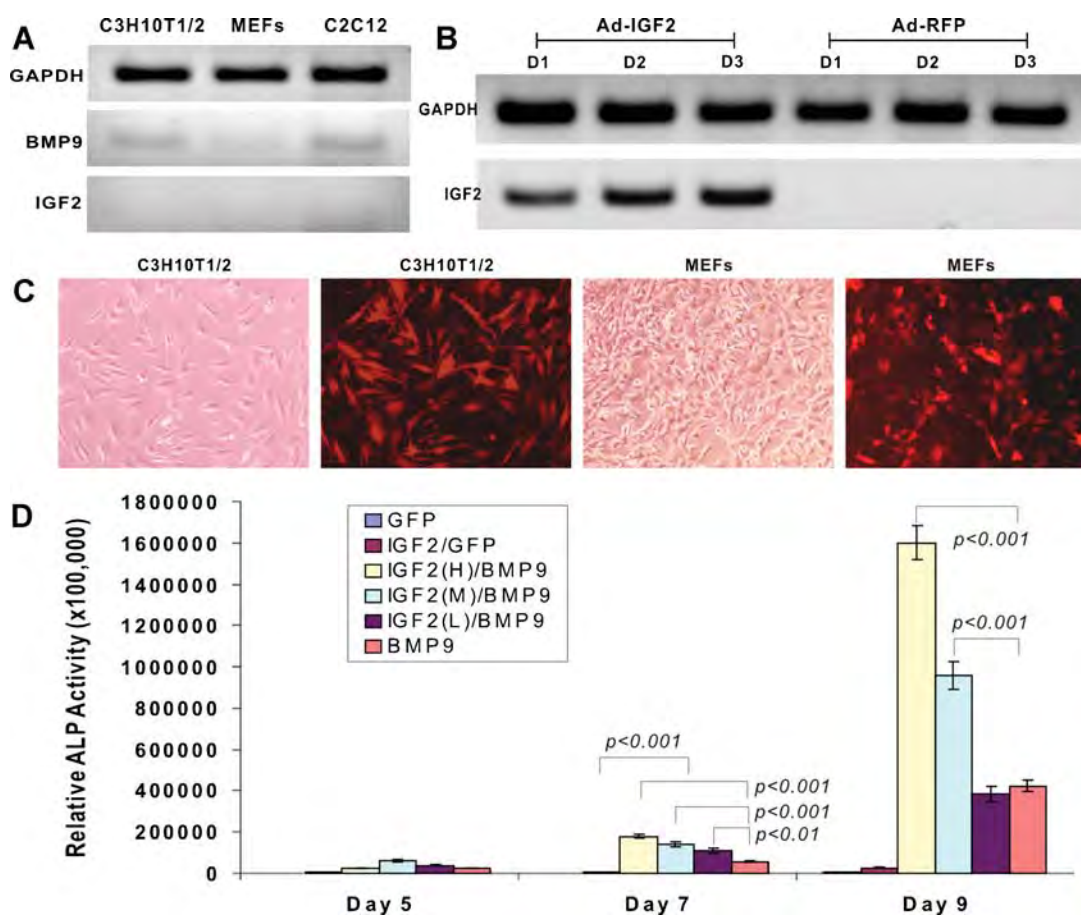 A
C3H10T1/2 MEFs C2C12
GAPDH
BMP9
IGF2
B
Ad-IGF2 Ad-RFP
D1 D2 D3 D1 D2 D3
GAPDH
IGF2
C
C3H10T1/2 C3H10T1/2 MEFs MEFs
D
Relative ALP Activity (x100,000)
1800000
1600000
1400000
1200000
1000000
800000
600000
400000
200000
0
GFP
IGF2/GFP
IGF2(H)/BMP9
IGF2(M)/BMP9
IGF2(L)/BMP9
BMP9
p<0.001
p<0.001
p<0.001
p<0.001
p<0.01
p<0.001
Day 5 Day 7 Day 9